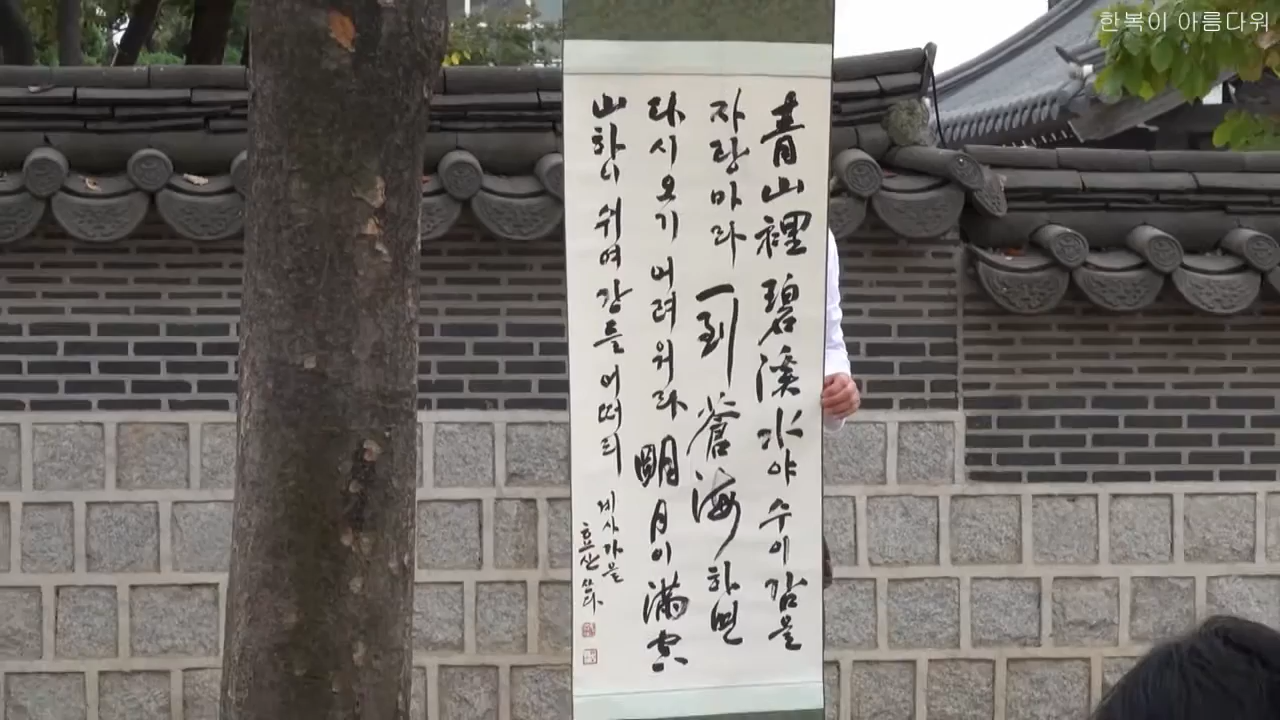 한복이 아름다워
青山裡 碧溪水야 수이 감을
자랑마라 一到 蒼海하면
다시 오기 어려워라 明月이 滿空
山하니 쉬여 간들 어떠리 계사가을
효산 쓰다